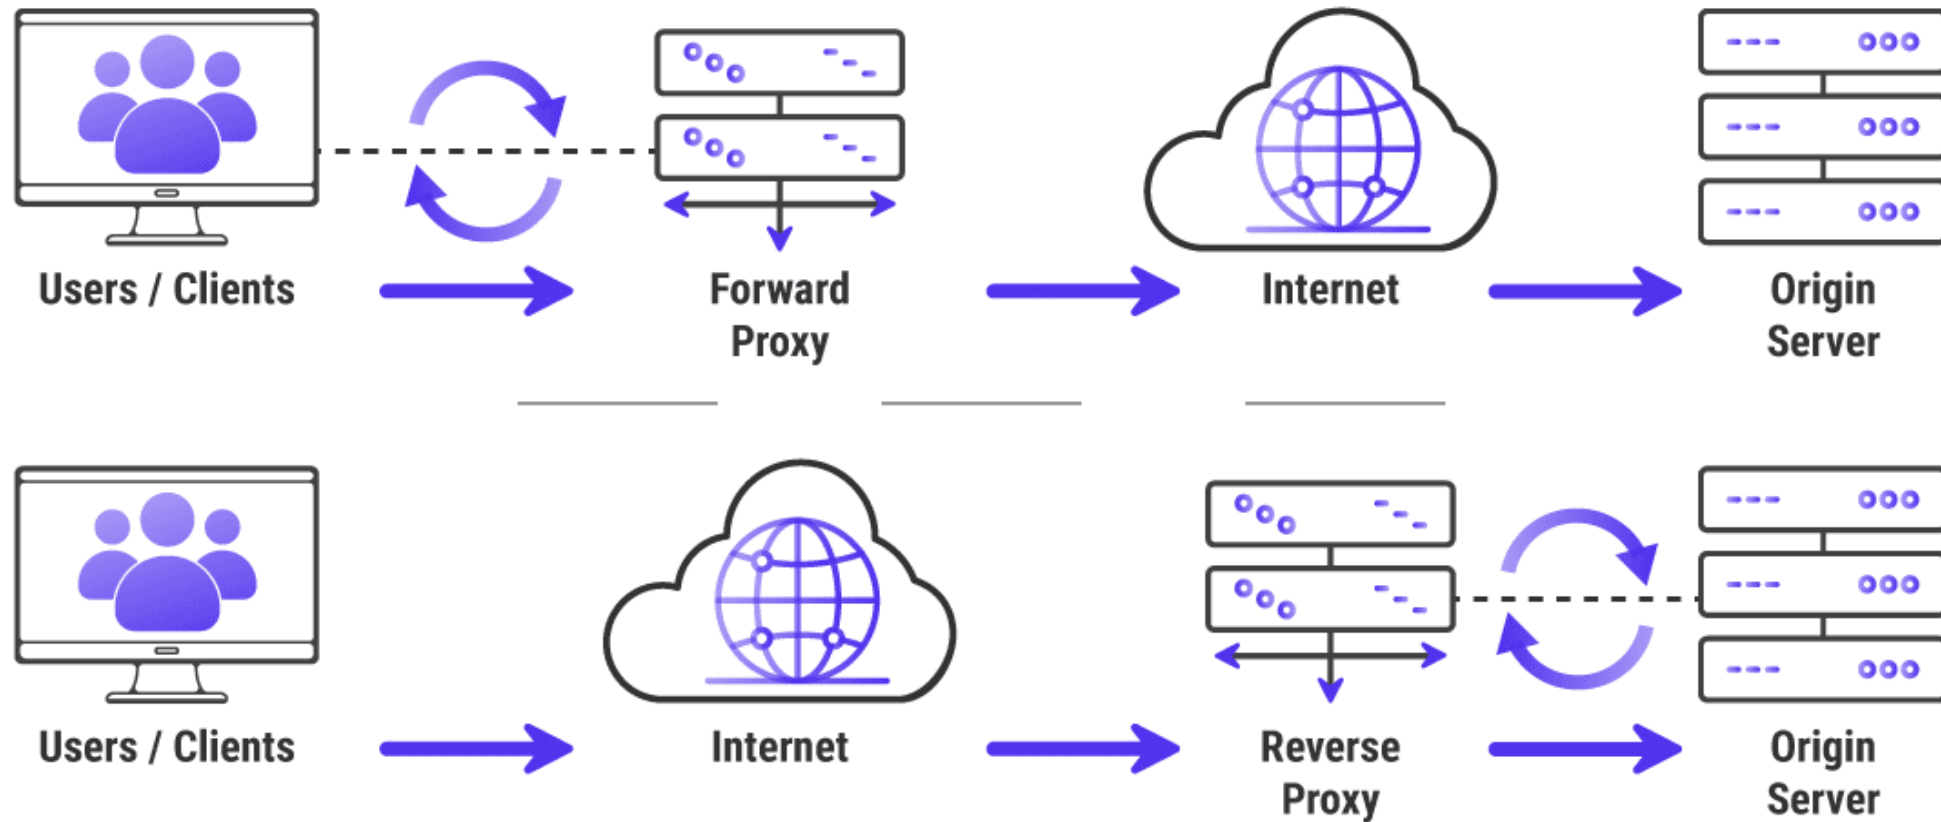 Users / Clients
Forward
Proxy
Internet
Origin
Server
Users / Clients
Internet
Reverse
Proxy
Origin
Server